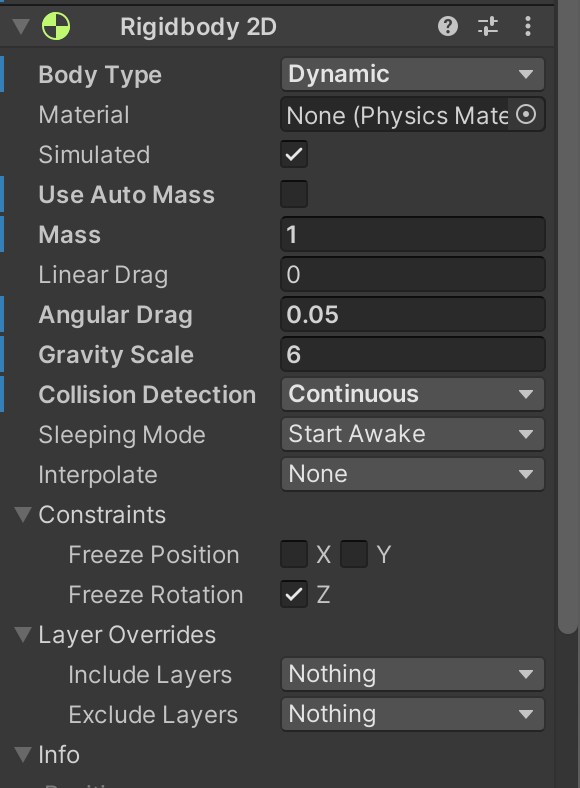 Rigidbody 2D
Body Type Dynamic
Material None (Physics Mate
Simulated
Use Auto Mass
Mass 1
Linear Drag 0
Angular Drag 0.05
Gravity Scale 6
Collision Detection Continuous
Sleeping Mode Start Awake
Interpolate None
Constraints
Freeze Position X Y
Freeze Rotation Z
Layer Overrides
Include Layers Nothing
Exclude Layers Nothing
Info